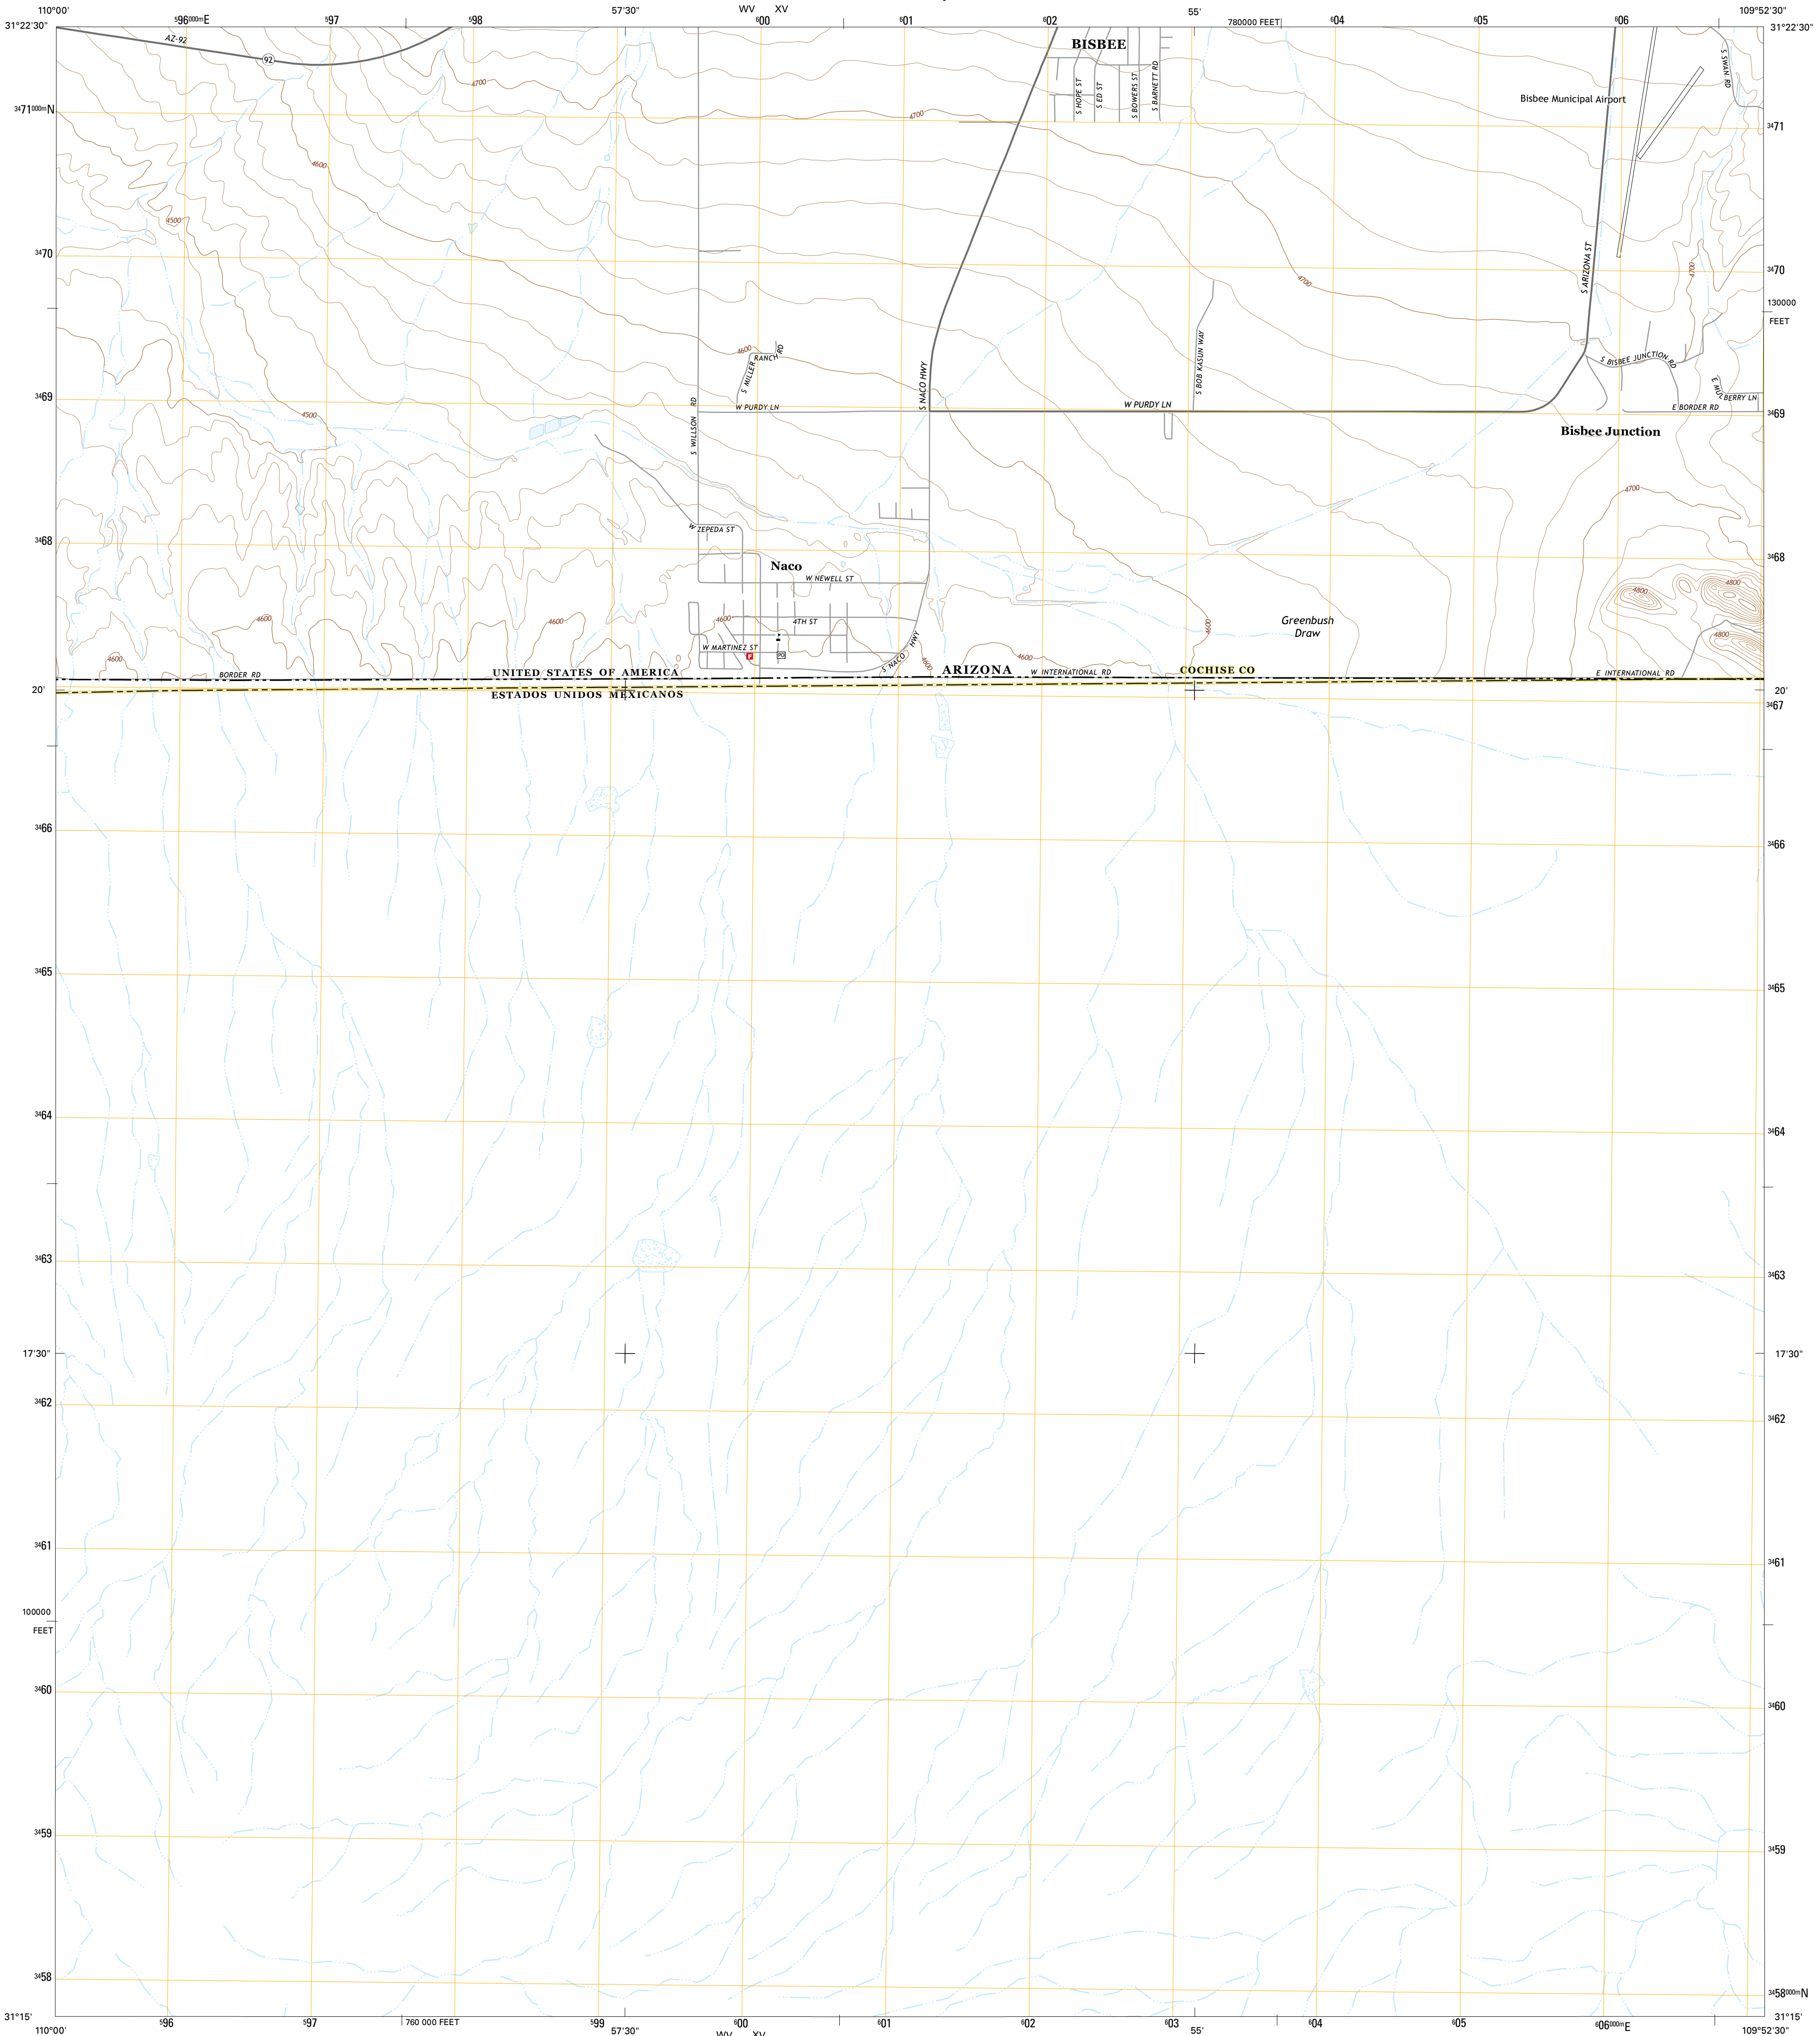 110°00'
⁵96⁰⁰⁰ᵐE
⁵97
⁵98
57'30"
WV XV
⁶00
⁶01
⁶02
55'
780000 FEET
⁶04
⁶05
⁶06
109°52'30"
31°22'30"
31°22'30"
AZ-92
92
BISBEE
S HOPE ST
S ED ST
S BOWERS ST
S BARNETT RD
S SWAN RD
Bisbee Municipal Airport
4700
4700
³⁴71⁰⁰⁰ᵐN
³⁴71
4600
4500
³⁴70
³⁴70
4700
4700
S ARIZONA ST
130000
FEET
4600
S MILLER RANCH RD
S NACO HWY
S BOB KASUN WAY
S BISBEE JUNCTION RD
E MULBERRY LN
³⁴69
W PURDY LN
W PURDY LN
E BORDER RD
³⁴69
4500
S WILLSON RD
Bisbee Junction
4700
W ZEPEDA ST
³⁴68
³⁴68
Naco
W NEWELL ST
4800
4800
4600
4600
4600
4TH ST
4600
Greenbush
Draw
4800
W MARTINEZ ST
F
PO
S NACO HWY
4600
4600
4600
BORDER RD
UNITED STATES OF AMERICA
ARIZONA
W INTERNATIONAL RD
COCHISE CO
E INTERNATIONAL RD
ESTADOS UNIDOS MEXICANOS
20'
20'
³⁴67
³⁴66
³⁴66
³⁴65
³⁴65
³⁴64
³⁴64
³⁴63
³⁴63
17'30"
17'30"
³⁴62
³⁴62
³⁴61
³⁴61
100000
FEET
³⁴60
³⁴60
³⁴59
³⁴59
³⁴58
³⁴58⁰⁰⁰ᵐN
31°15'
31°15'
110°00'
⁵96
⁵97
760 000 FEET
⁵99
57'30"
WV XV
⁶00
⁶01
⁶02
⁶03
55'
⁶04
⁶05
⁶06⁰⁰⁰ᵐE
109°52'30"